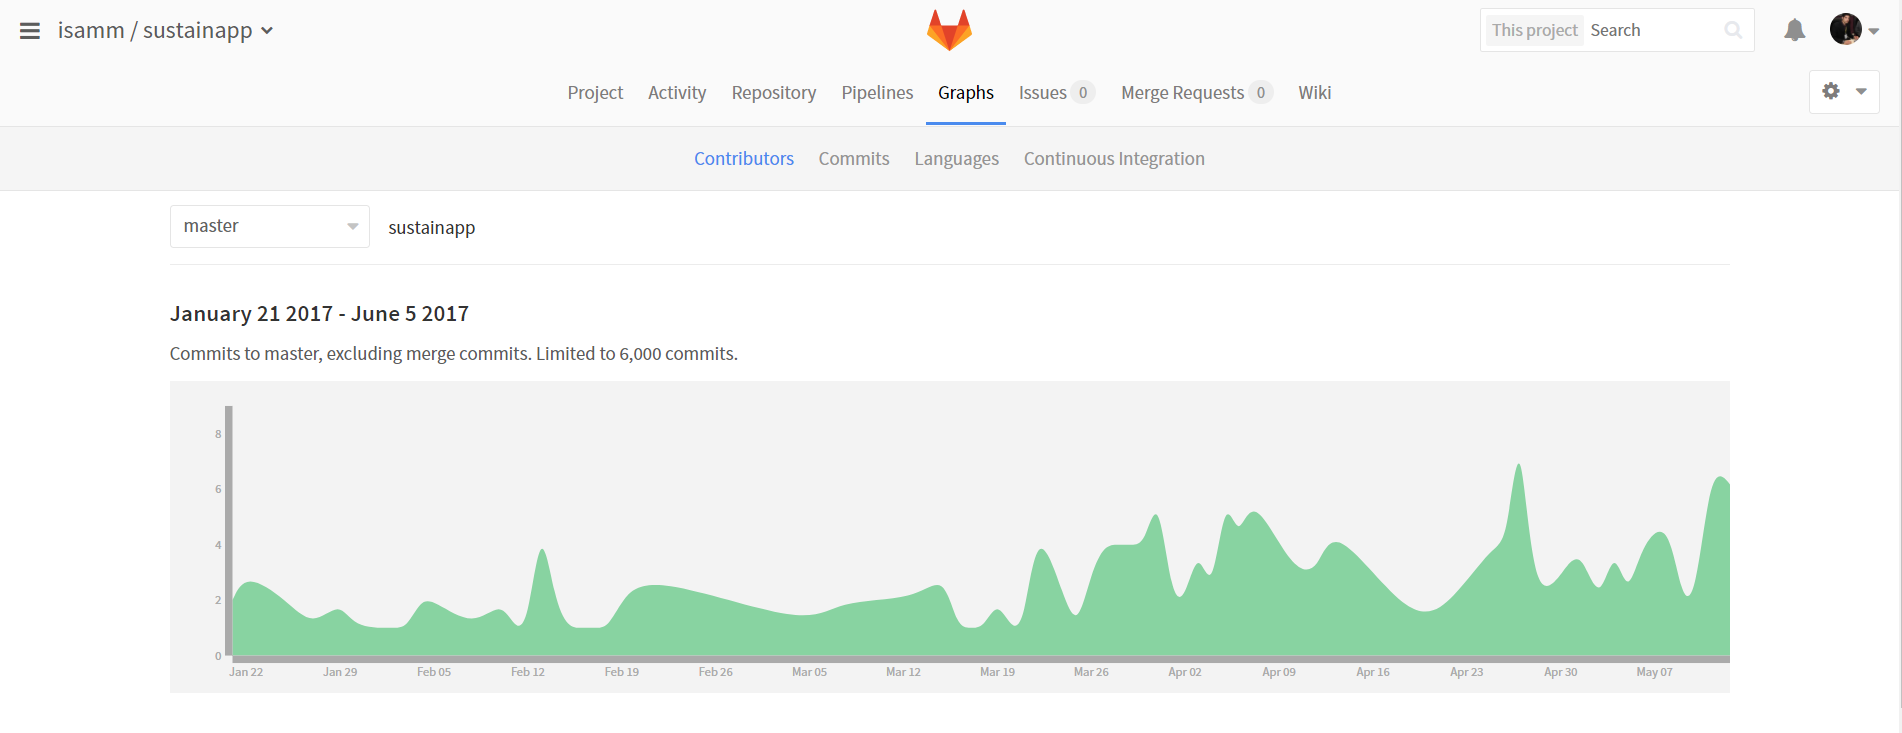 isamm / sustainapp
This project Search
Project Activity Repository Pipelines Graphs Issues 0 Merge Requests 0 Wiki
Contributors Commits Languages Continuous Integration
master sustainapp
January 21 2017 - June 5 2017
Commits to master, excluding merge commits. Limited to 6,000 commits.
8
6
4
2
0
Jan 22 Jan 29 Feb 05 Feb 12 Feb 19 Feb 26 Mar 05 Mar 12 Mar 19 Mar 26 Apr 02 Apr 09 Apr 16 Apr 23 Apr 30 May 07